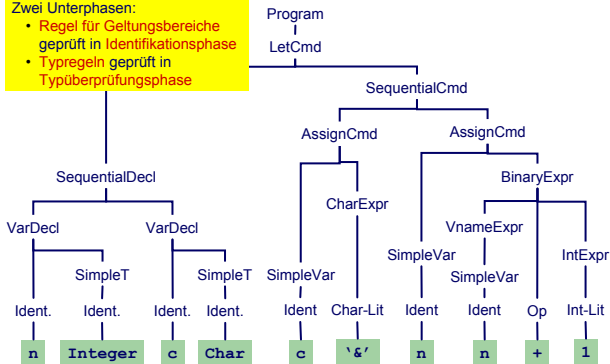 Zwei Unterphasen:
• Regel für Geltungsbereiche
geprüft in Identifikationsphase
• Typregeln geprüft in
Typüberprüfungsphase
Program
LetCmd
SequentialCmd
AssignCmd AssignCmd
SequentialDecl BinaryExpr
CharExpr
VarDecl VarDecl VnameExpr
SimpleVar IntExpr
SimpleT SimpleT SimpleVar SimpleVar
Ident. Ident. Ident. Ident. Ident Char-Lit Ident Ident Op Int-Lit
n Integer c Char c ‘&’ n n + 1